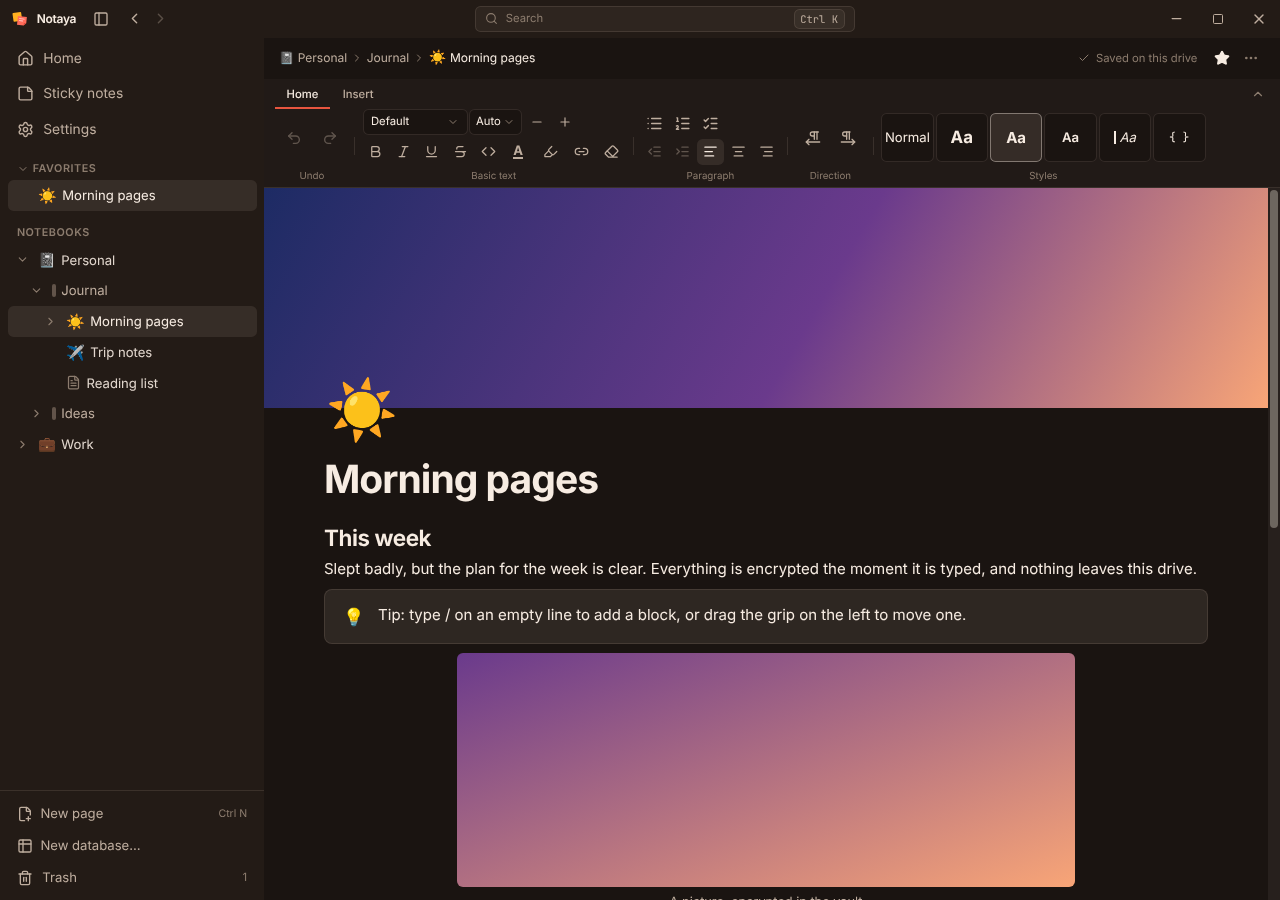 Notaya
Search
Ctrl K
Home
Sticky notes
Settings
FAVORITES
Morning pages
NOTEBOOKS
Personal
Journal
Morning pages
Trip notes
Reading list
Ideas
Work
New page
Ctrl N
New database...
Trash
1
Personal
Journal
Morning pages
Saved on this drive
Home
Insert
Default
Auto
Undo
Basic text
Paragraph
Direction
Normal
Aa
Aa
Aa
Aa
{ }
Styles
Morning pages
This week
Slept badly, but the plan for the week is clear. Everything is encrypted the moment it is typed, and nothing leaves this drive.
Tip: type / on an empty line to add a block, or drag the grip on the left to move one.
A picture, encrypted in the vault